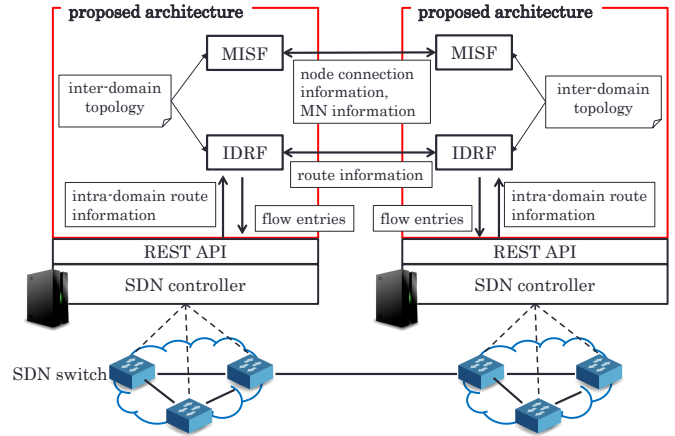 proposed architecture
proposed architecture
MISF
MISF
node connection
information,
MN information
inter-domain
topology
inter-domain
topology
IDRF
IDRF
route information
intra-domain route
information
flow entries
flow entries
intra-domain route
information
REST API
REST API
SDN controller
SDN controller
SDN switch